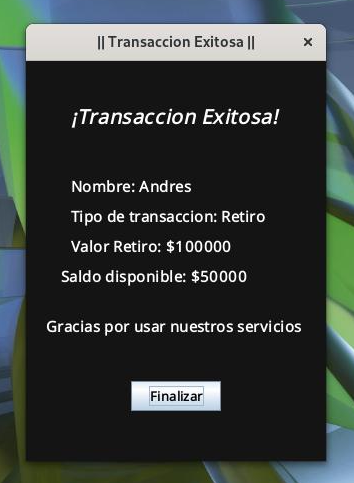 || Transaccion Exitosa ||
¡Transaccion Exitosa!
Nombre: Andres
Tipo de transaccion: Retiro
Valor Retiro: $100000
Saldo disponible: $50000
Gracias por usar nuestros servicios
Finalizar